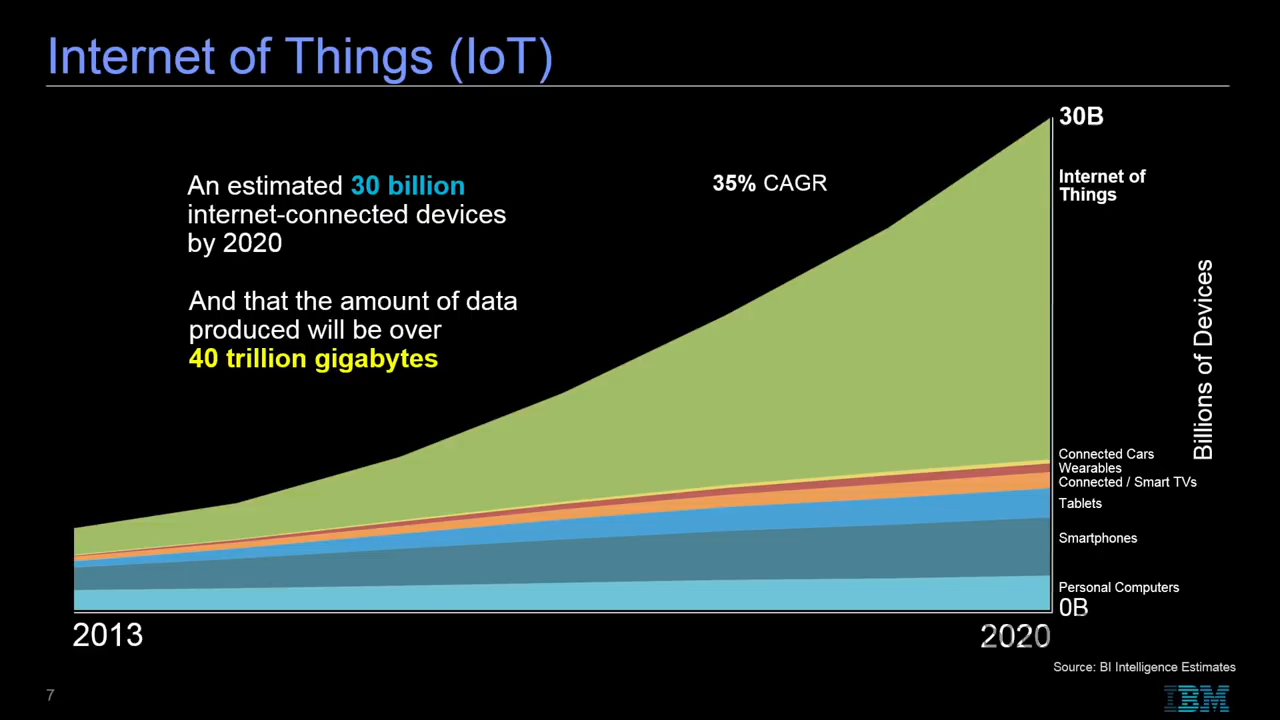 Internet of Things (IoT)
An estimated 30 billion
internet-connected devices
by 2020
And that the amount of data
produced will be over
40 trillion gigabytes
35% CAGR
30B
Internet of
Things
Billions of Devices
Connected Cars
Wearables
Connected / Smart TVs
Tablets
Smartphones
Personal Computers
0B
2013
2020
Source: BI Intelligence Estimates
7
IBM